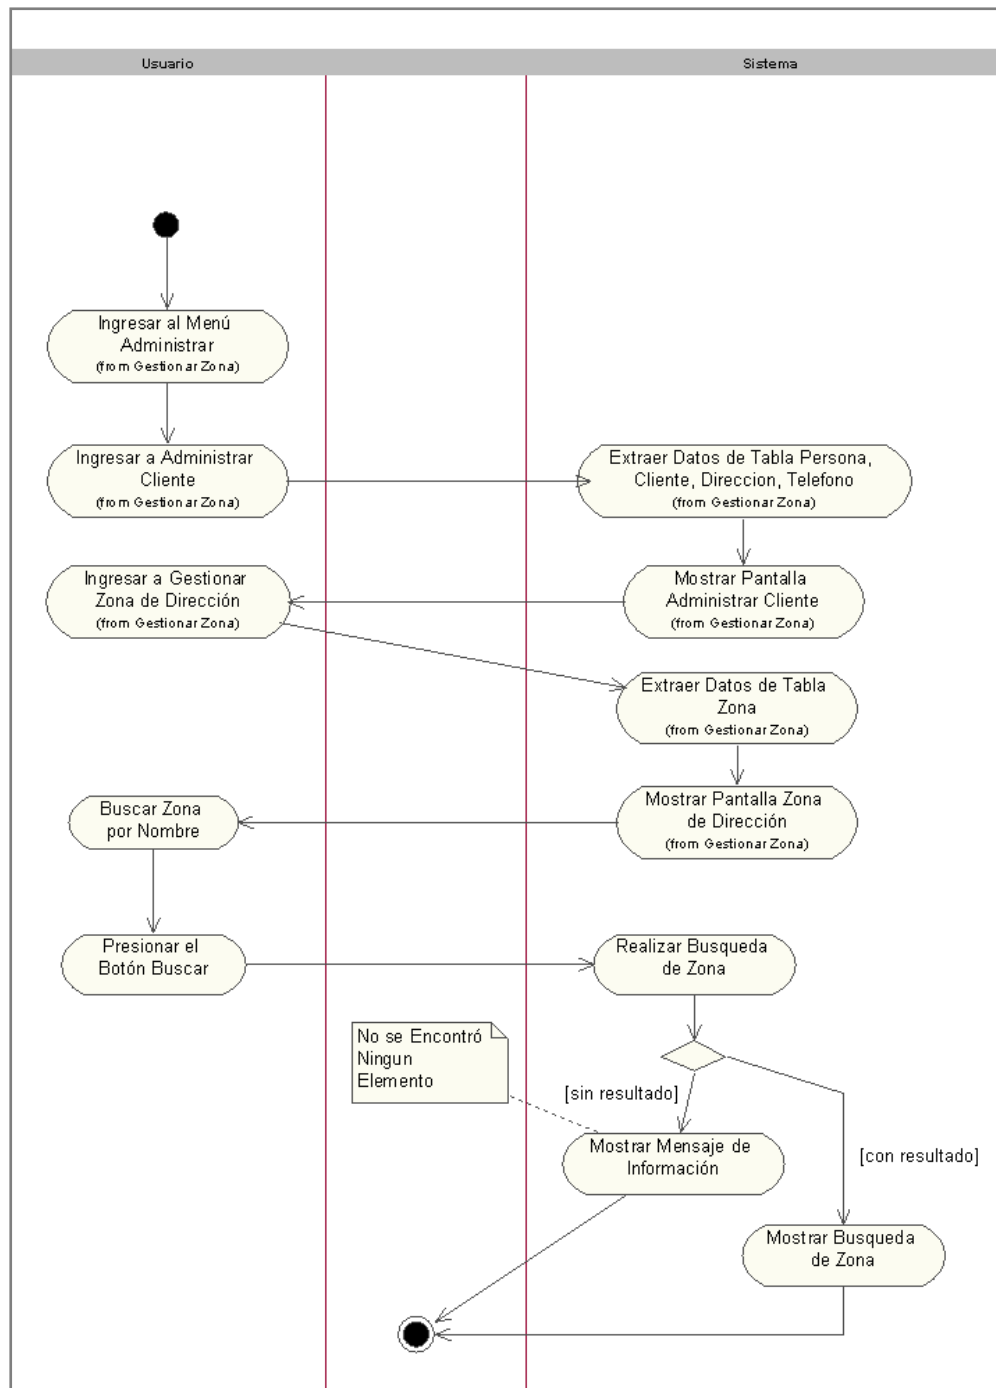 Usuario
Sistema
Ingresar al Menú
Administrar
(from Gestionar Zona)
Ingresar a Administrar
Cliente
(from Gestionar Zona)
Extraer Datos de Tabla Persona,
Cliente, Direccion, Telefono
(from Gestionar Zona)
Ingresar a Gestionar
Zona de Dirección
(from Gestionar Zona)
Mostrar Pantalla
Administrar Cliente
(from Gestionar Zona)
Extraer Datos de Tabla
Zona
(from Gestionar Zona)
Buscar Zona
por Nombre
Mostrar Pantalla Zona
de Dirección
(from Gestionar Zona)
Presionar el
Botón Buscar
Realizar Busqueda
de Zona
No se Encontró
Ningun
Elemento
[sin resultado]
Mostrar Mensaje de
Información
[con resultado]
Mostrar Busqueda
de Zona